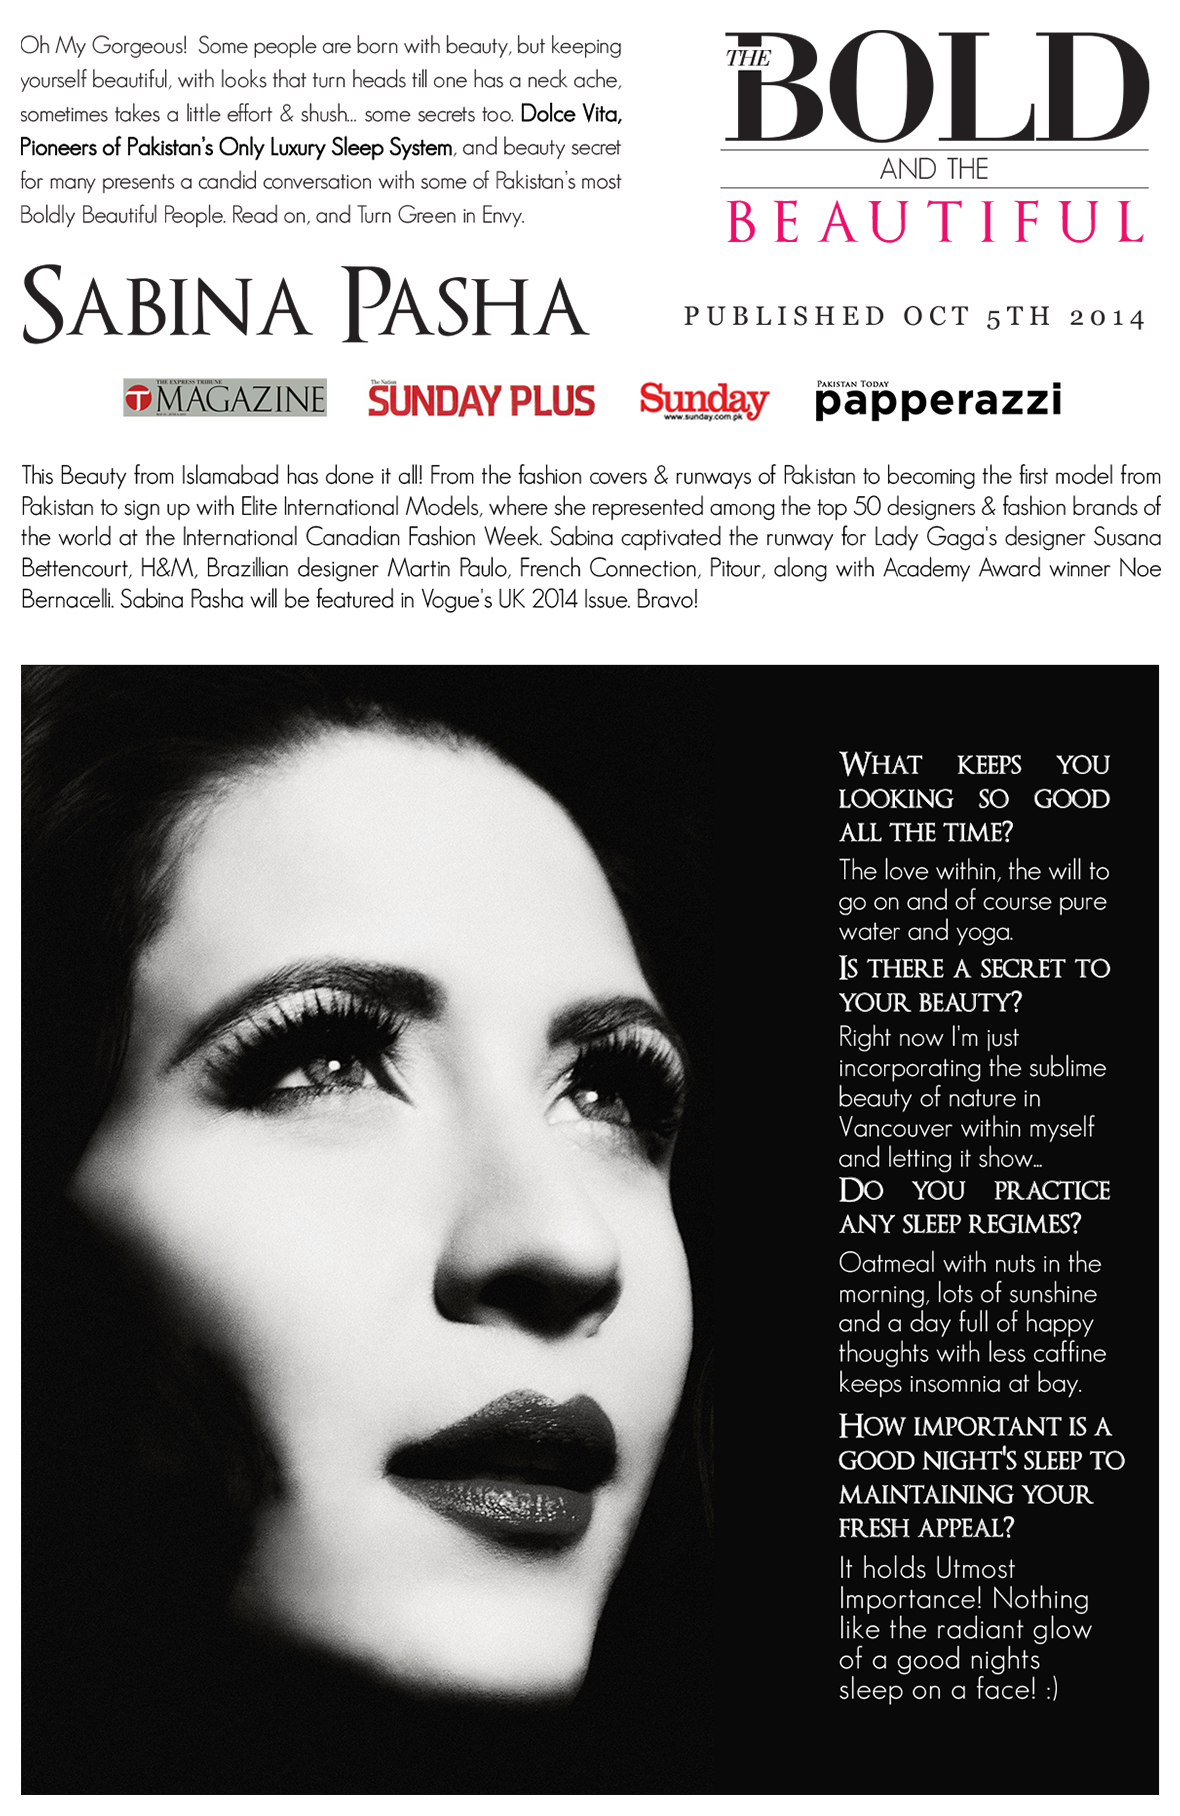 Oh My Gorgeous! Some people are born with beauty, but keeping
yourself beautiful, with looks that turn heads till one has a neck ache,
sometimes takes a little effort & shush... some secrets too. Dolce Vita,
Pioneers of Pakistan's Only Luxury Sleep System, and beauty secret
for many presents a candid conversation with some of Pakistan's most
Boldly Beautiful People. Read on, and Turn Green in Envy.
THE BOLD
AND THE
BEAUTIFUL
SABINA PASHA
PUBLISHED OCT 5TH 2014
THE EXPRESS TRIBUNE
T MAGAZINE
The Nation
SUNDAY PLUS
Sunday
www.sunday.com.pk
PAKISTAN TODAY
papperazzi
This Beauty from Islamabad has done it all! From the fashion covers & runways of Pakistan to becoming the first model from
Pakistan to sign up with Elite International Models, where she represented among the top 50 designers & fashion brands of
the world at the International Canadian Fashion Week. Sabina captivated the runway for Lady Gaga's designer Susana
Bettencourt, H&M, Brazillian designer Martin Paulo, French Connection, Pitour, along with Academy Award winner Noe
Bernacelli. Sabina Pasha will be featured in Vogue's UK 2014 Issue. Bravo!
WHAT KEEPS YOU
LOOKING SO GOOD
ALL THE TIME?
The love within, the will to
go on and of course pure
water and yoga.
IS THERE A SECRET TO
YOUR BEAUTY?
Right now I'm just
incorporating the sublime
beauty of nature in
Vancouver within myself
and letting it show...
DO YOU PRACTICE
ANY SLEEP REGIMES?
Oatmeal with nuts in the
morning, lots of sunshine
and a day full of happy
thoughts with less caffine
keeps insomnia at bay.
HOW IMPORTANT IS A
GOOD NIGHT'S SLEEP TO
MAINTAINING YOUR
FRESH APPEAL?
It holds Utmost
Importance! Nothing
like the radiant glow
of a good nights
sleep on a face! :)